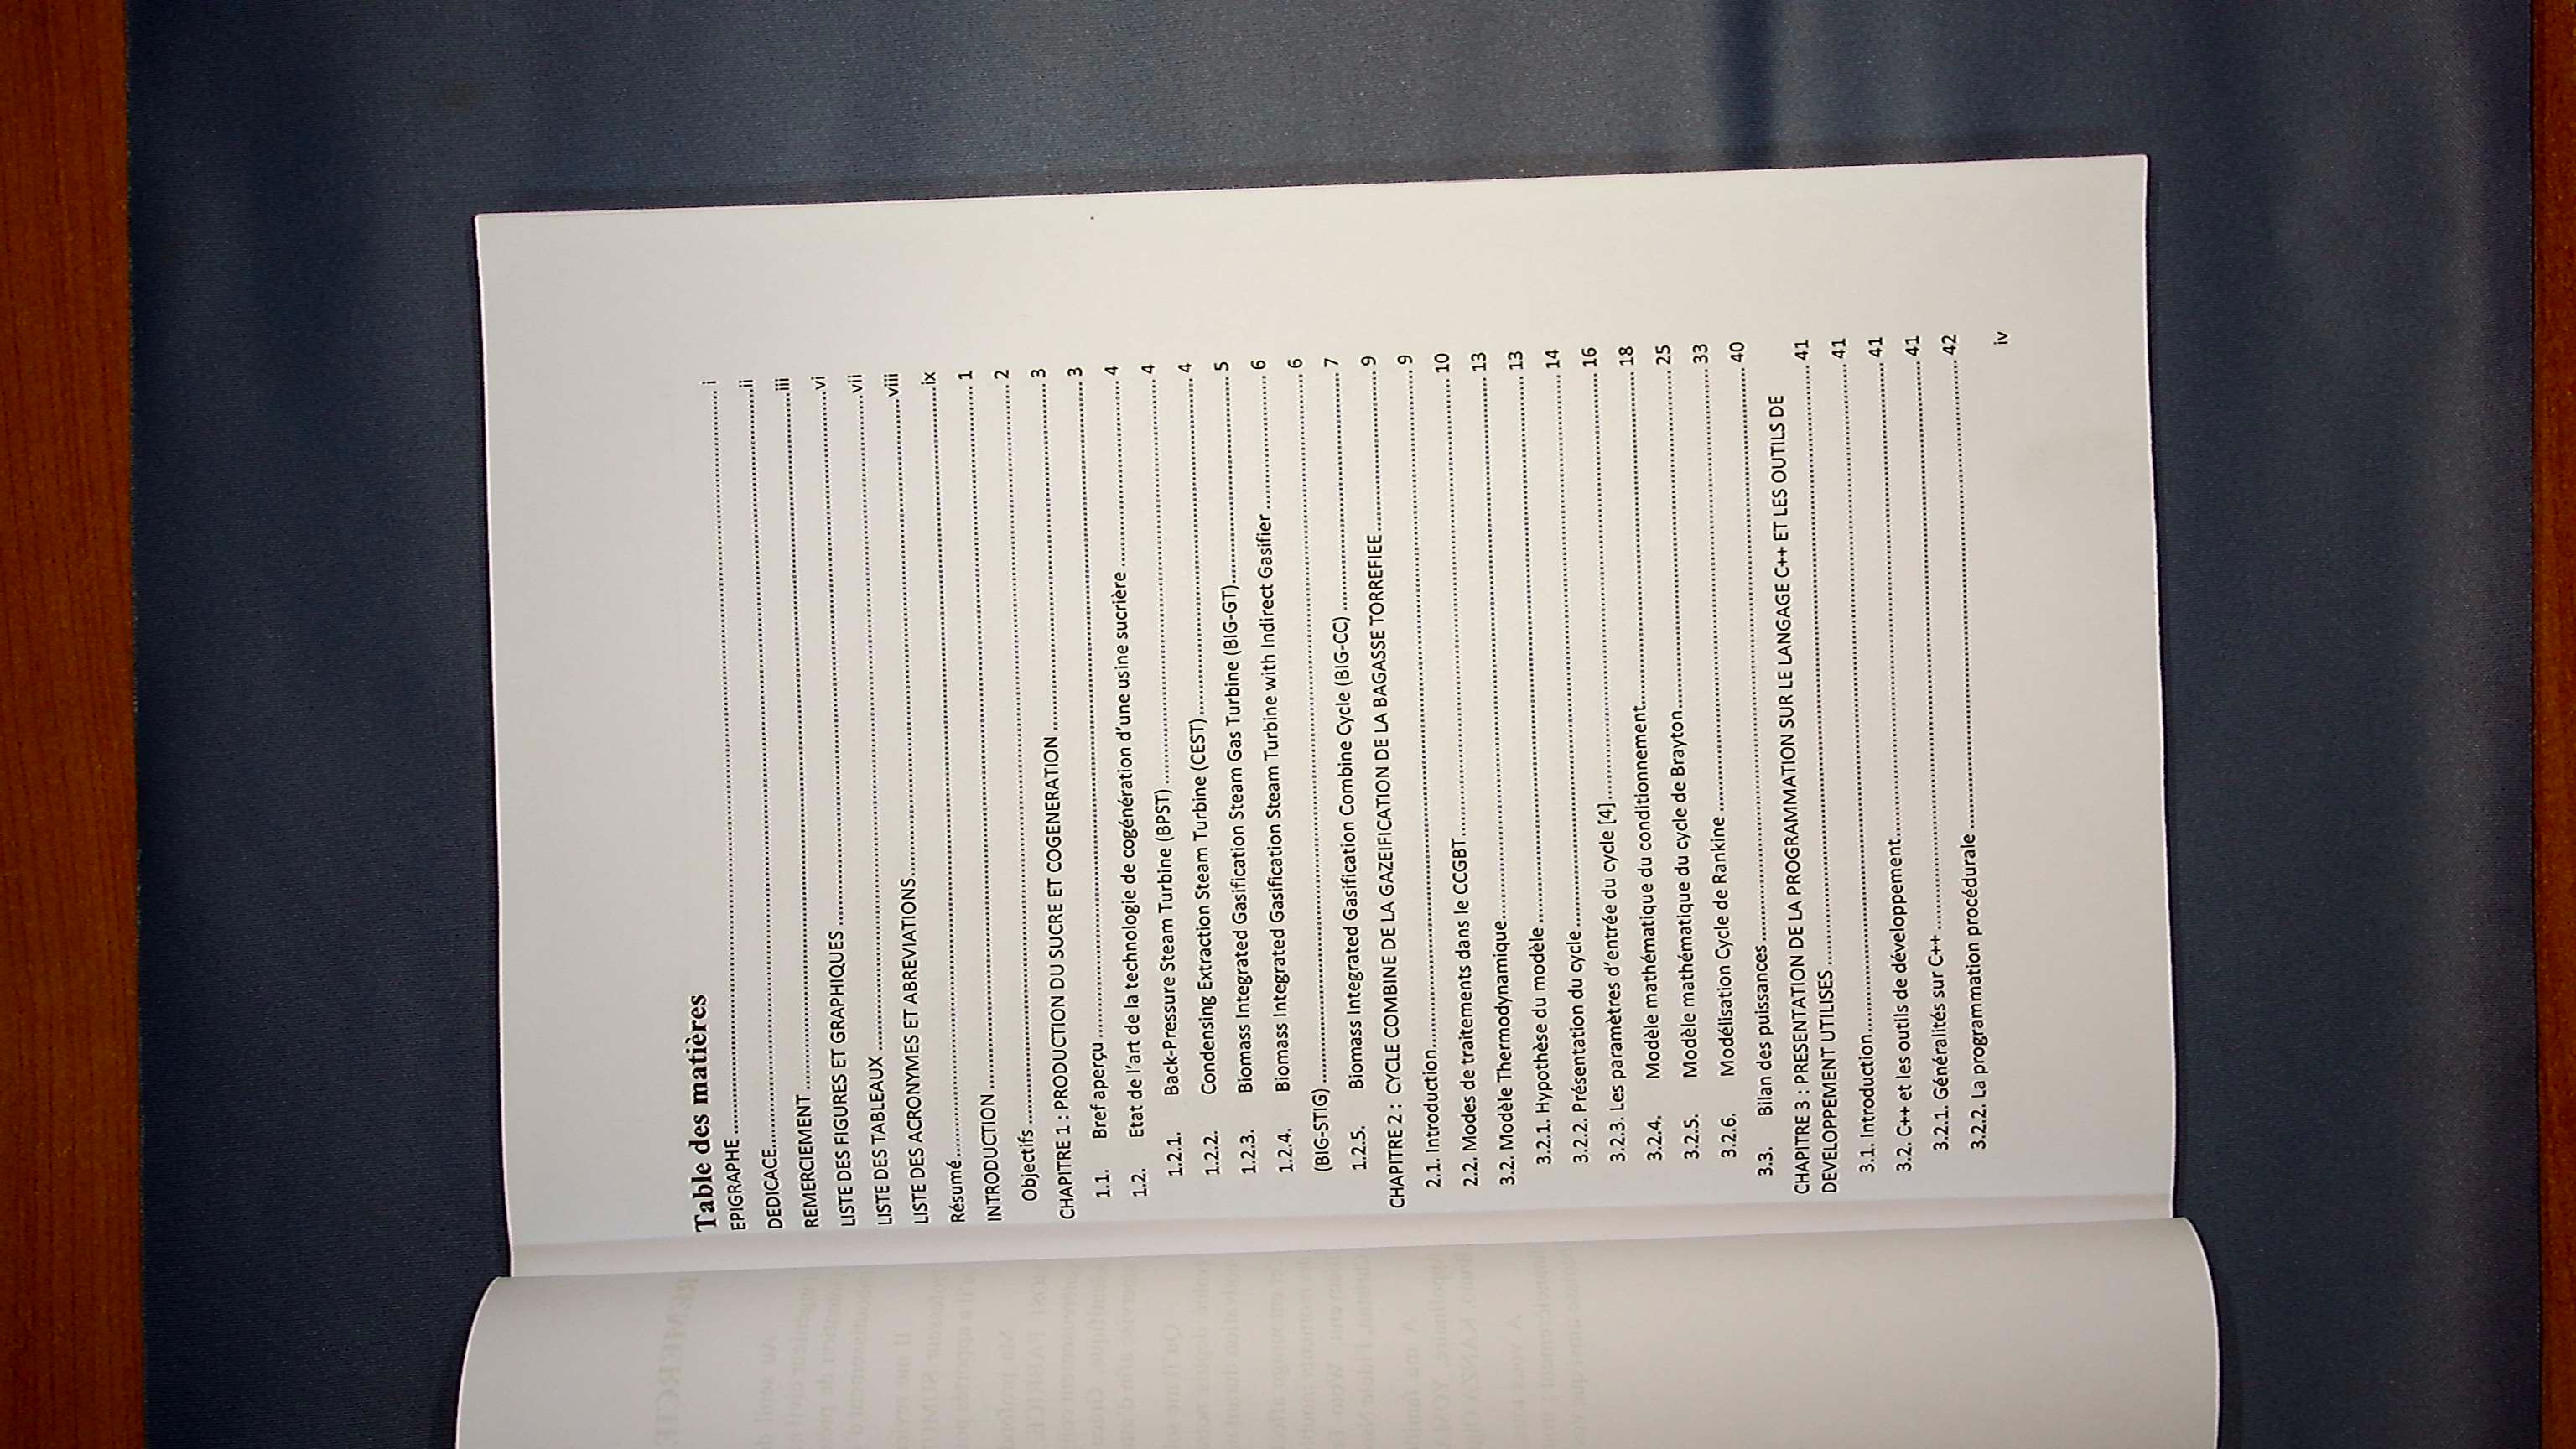 Table des matières
EPIGRAPHE ........ i
DEDICACE........ii
REMERCIEMENT ........iii
LISTE DES FIGURES ET GRAPHIQUES ........vi
LISTE DES TABLEAUX ........vii
LISTE DES ACRONYMES ET ABREVIATIONS........viii
Résumé........ix
INTRODUCTION ........ 1
Objectifs ........ 2
CHAPITRE 1 : PRODUCTION DU SUCRE ET COGENERATION ........ 3
1.1. Bref aperçu........ 3
1.2. Etat de l'art de la technologie de cogénération d'une usine sucrière ........ 4
1.2.1. Back-Pressure Steam Turbine (BPST) ........ 4
1.2.2. Condensing Extraction Steam Turbine (CEST)........ 4
1.2.3. Biomass Integrated Gasification Steam Gas Turbine (BIG-GT)........ 5
1.2.4. Biomass Integrated Gasification Steam Turbine with Indirect Gasifier ........ 6
(BIG-STIG) ........ 6
1.2.5. Biomass Integrated Gasification Combine Cycle (BIG-CC) ........ 7
CHAPITRE 2 : CYCLE COMBINE DE LA GAZEIFICATION DE LA BAGASSE TORREFIEE ........ 9
2.1. Introduction........ 9
2.2. Modes de traitements dans le CCGBT........ 10
3.2. Modèle Thermodynamique........ 13
3.2.1. Hypothèse du modèle ........ 13
3.2.2. Présentation du cycle........ 14
3.2.3. Les paramètres d'entrée du cycle [4] ........ 16
3.2.4. Modèle mathématique du conditionnement........ 18
3.2.5. Modèle mathématique du cycle de Brayton........ 25
3.2.6. Modélisation Cycle de Rankine ........ 33
3.3. Bilan des puissances........ 40
CHAPITRE 3 : PRESENTATION DE LA PROGRAMMATION SUR LE LANGAGE C++ ET LES OUTILS DE
DEVELOPPEMENT UTILISES ........ 41
3.1. Introduction........ 41
3.2. C++ et les outils de développement........ 41
3.2.1. Généralités sur C++ ........ 41
3.2.2. La programmation procédurale ........ 42
iv